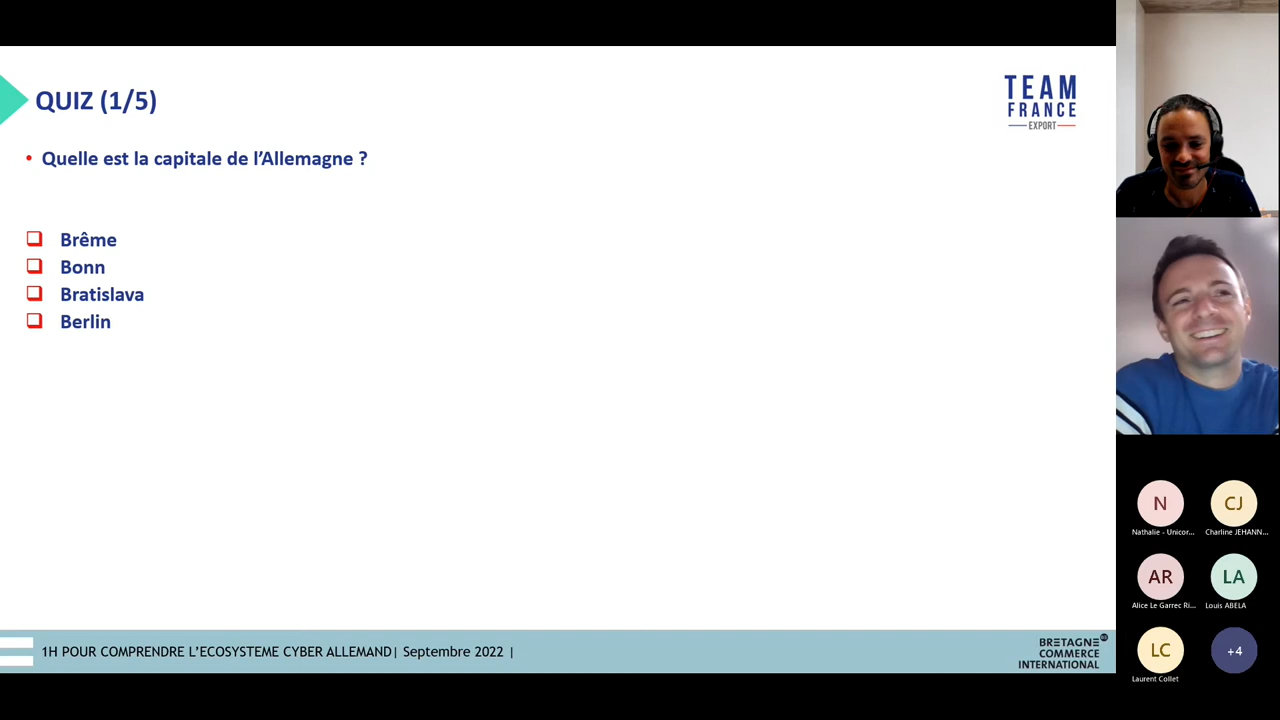 QUIZ (1/5)
TEAM
FRANCE
EXPORT
• Quelle est la capitale de l’Allemagne ?
❑ Brême
❑ Bonn
❑ Bratislava
❑ Berlin
1H POUR COMPRENDRE L’ECOSYSTEME CYBER ALLEMAND| Septembre 2022 |
BRETAGNE
COMMERCE
INTERNATIONAL
N
CJ
Nathalie - Unicor...
Charline JEHANN...
AR
LA
Alice Le Garrec Ri...
Louis ABELA
LC
+4
Laurent Collet